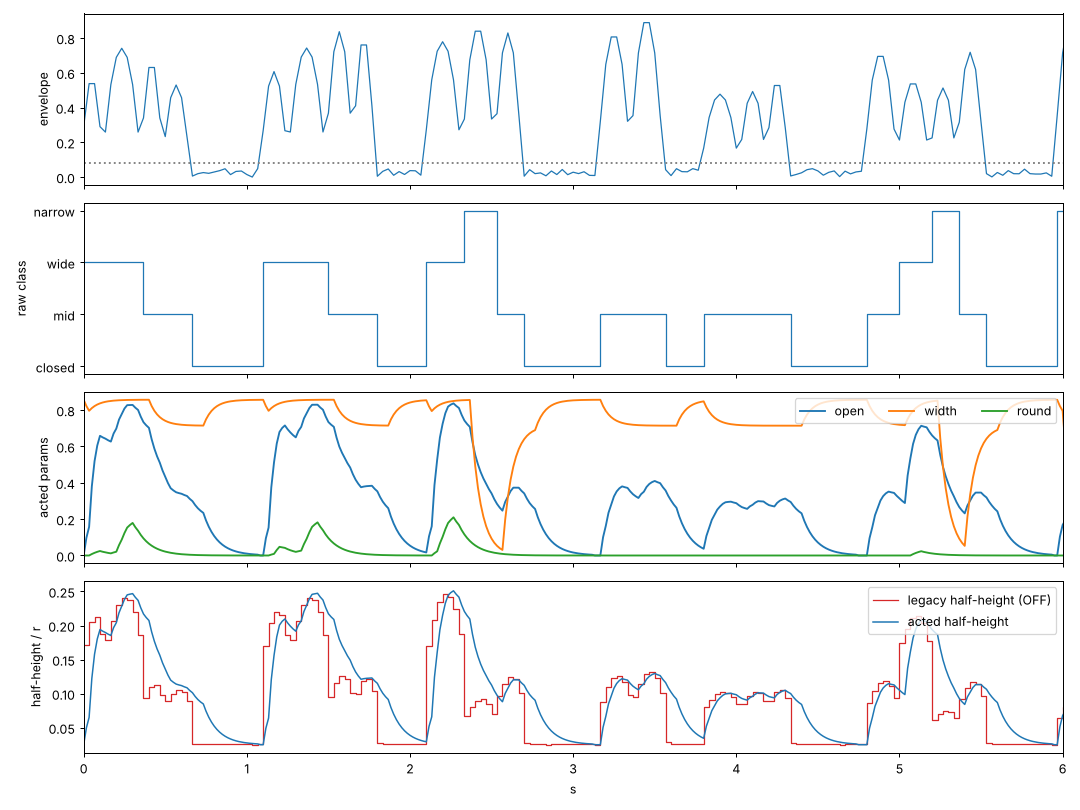 envelope
0.8
0.6
0.4
0.2
0.0
raw class
narrow
wide
mid
closed
acted params
0.8
0.6
0.4
0.2
0.0
open width round
half-height / r
0.25
0.20
0.15
0.10
0.05
legacy half-height (OFF)
acted half-height
0 1 2 3 4 5 6
s